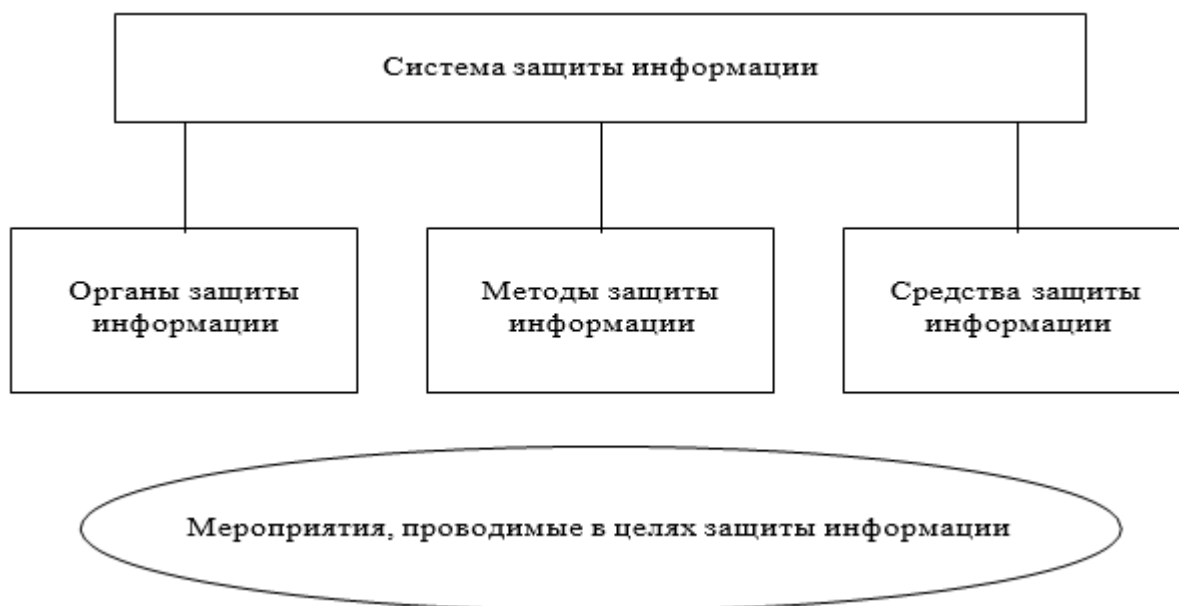 Система защиты информации
Органы защиты
информации
Методы защиты
информации
Средства защиты
информации
Мероприятия, проводимые в целях защиты информации